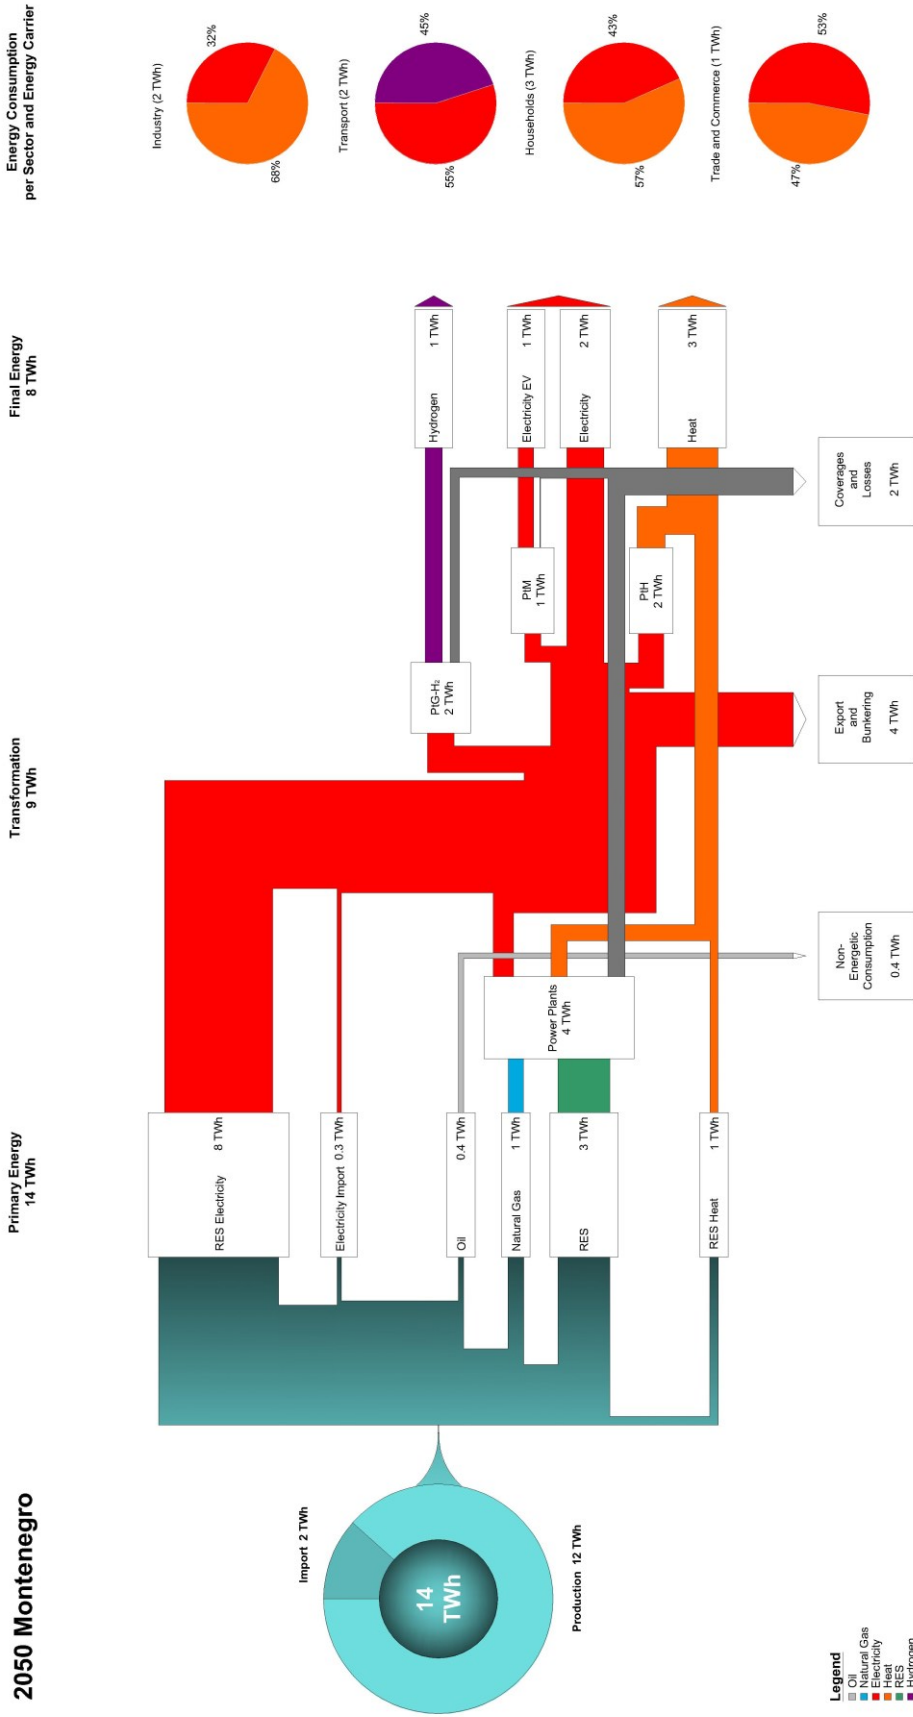 2050 Montenegro
Primary Energy
14 TWh
Transformation
9 TWh
Final Energy
8 TWh
Energy Consumption
per Sector and Energy Carrier
Import 2 TWh
14
TWh
Production 12 TWh
RES Electricity 8 TWh
Electricity Import 0.3 TWh
Oil 0.4 TWh
Natural Gas 1 TWh
RES 3 TWh
RES Heat 1 TWh
Power Plants
4 TWh
PtG-H₂
2 TWh
PtM
1 TWh
PtH
2 TWh
Hydrogen 1 TWh
Electricity EV 1 TWh
Electricity 2 TWh
Heat 3 TWh
Non-
Energetic
Consumption
0.4 TWh
Export
and
Bunkering
4 TWh
Coverages
and
Losses
2 TWh
Industry (2 TWh)
32%
68%
Transport (2 TWh)
45%
55%
Households (3 TWh)
43%
57%
Trade and Commerce (1 TWh)
53%
47%
Legend
Oil
Natural Gas
Electricity
Heat
RES
Hydrogen